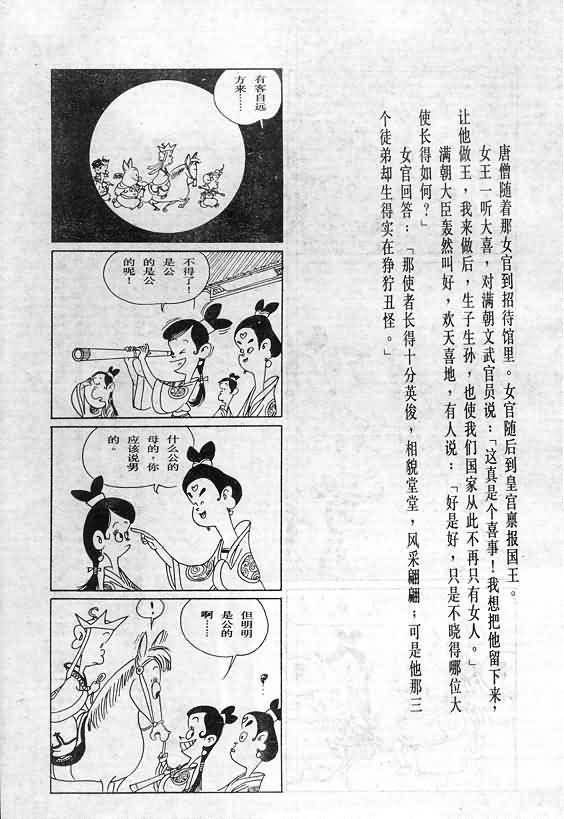 唐僧随着那女官到招待馆里。女官随后到皇宫禀报国王。
女王一听大喜，对满朝文武官员说：「这真是个喜事！我想把他留下来，
让他做王，我来做后，生子生孙，也使我们国家从此不再只有女人。」
满朝大臣轰然叫好，欢天喜地，有人说：「好是好，只是不晓得哪位大
使长得如何？」
女官回答：「那使者长得十分英俊，相貌堂堂，风采翩翩；可是他那三
个徒弟却生得实在狰狞丑怪。」
有客自远
方来……
不得了！
是公
的是公
的呢！
什么公的
母的，你
应该说男
的。
但明明
是公的
啊……
！
？